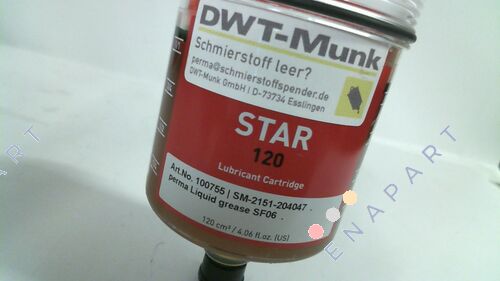 DWT-Munk
Schmierstoff leer?
perma@schmierstoffspender.de
DWT-Munk GmbH | D-73734 Esslingen
STAR
120
Lubricant Cartridge
Art.No. 100755 | SM-2151-204047
perma Liquid grease SF06
120 cm³ / 4.06 fl.oz. (US)
ENAPART
ART